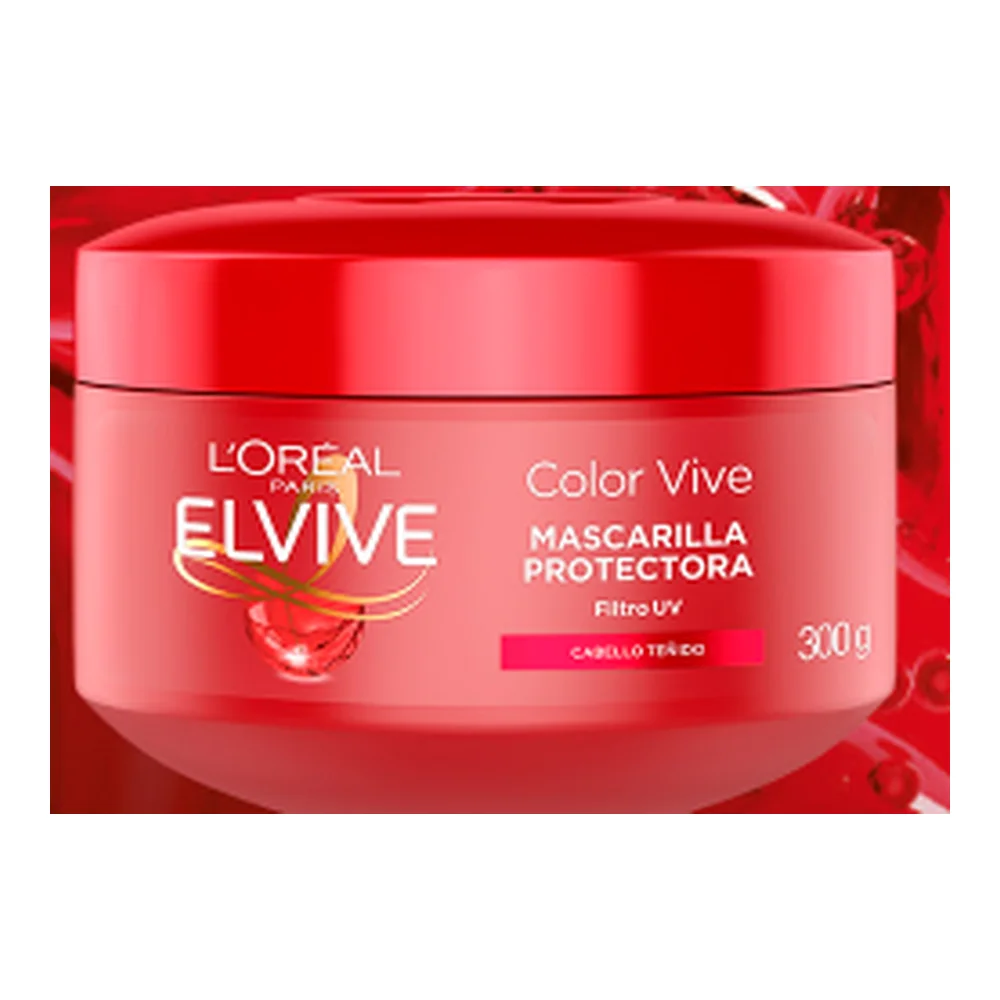 L'ORÉAL
PARIS
ELVIVE
Color Vive
MASCARILLA
PROTECTORA
Filtro UV
CABELLO TEÑIDO
300 g